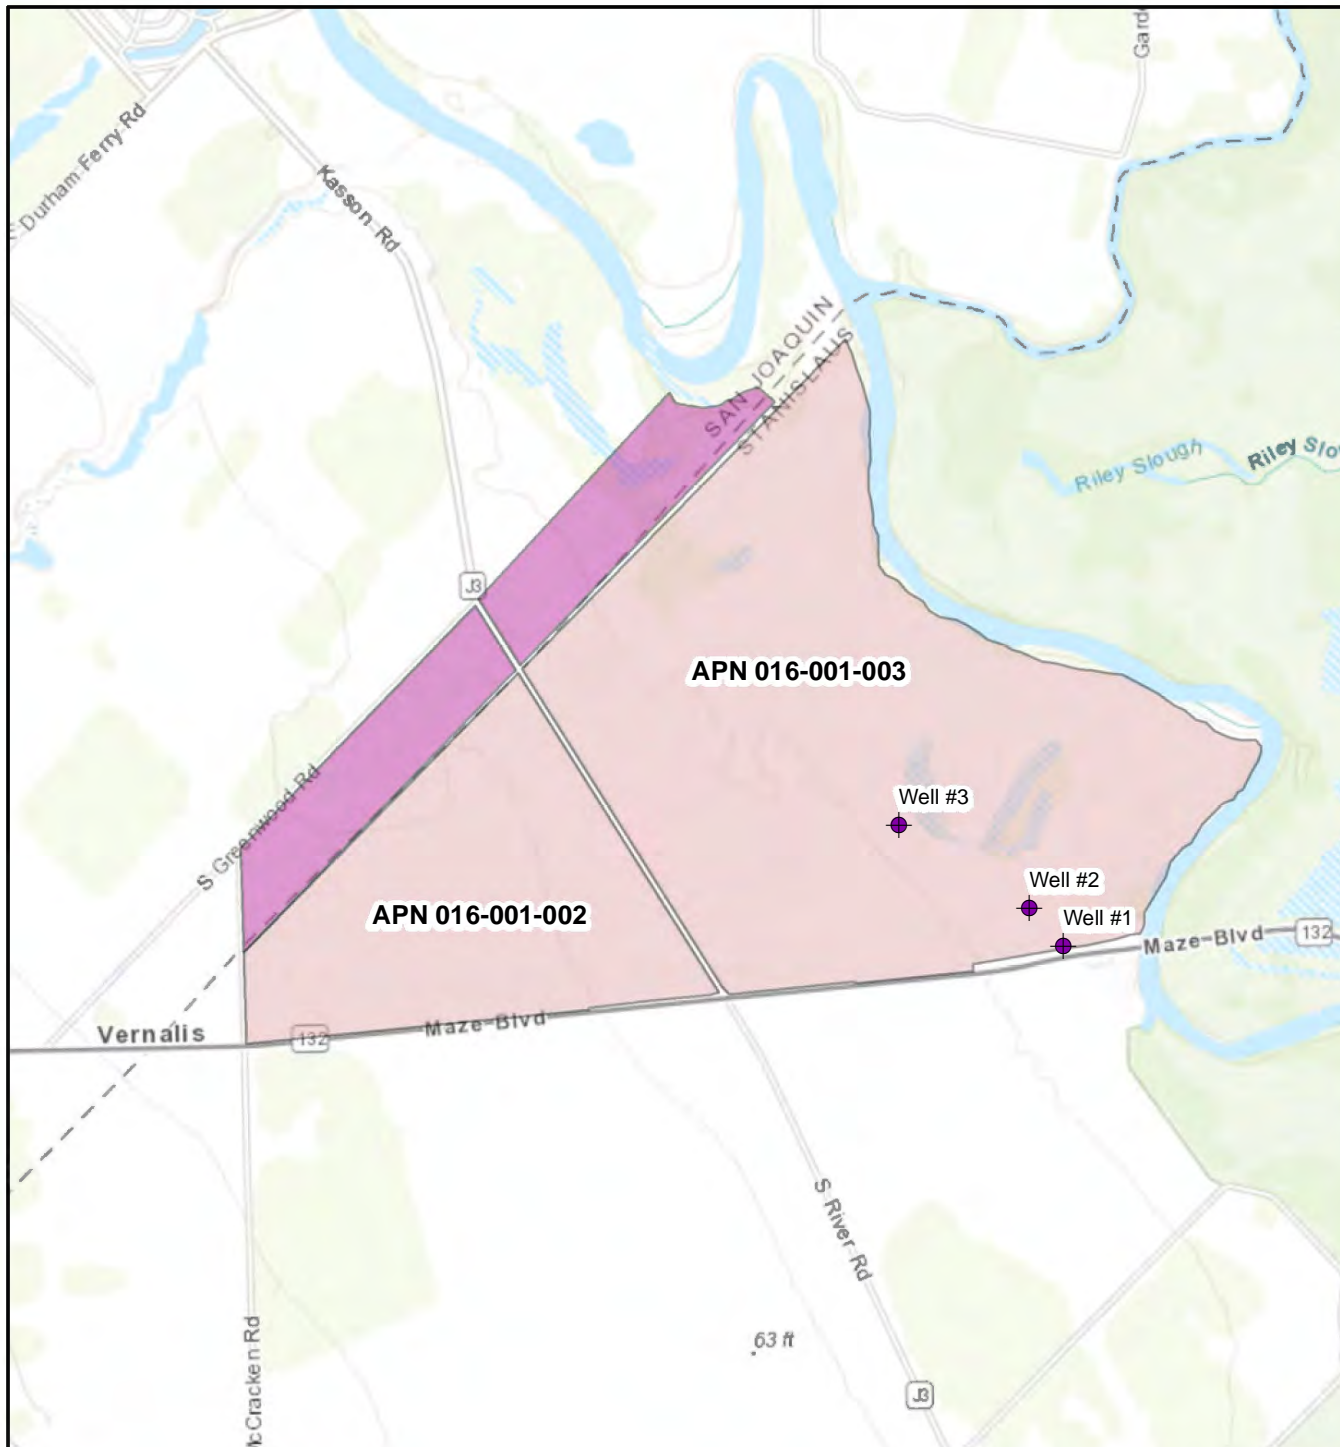 Gard
Durham Ferry Rd
Kasson Rd
SAN JOAQUIN
STANISLAUS
Riley Slough
Riley Slo
J3
APN 016-001-003
S Greenwood Rd
Well #3
Well #2
APN 016-001-002
Well #1
Maze Blvd
132
Vernalis
132
Maze Blvd
S River Rd
63 ft
McCracken Rd
J3